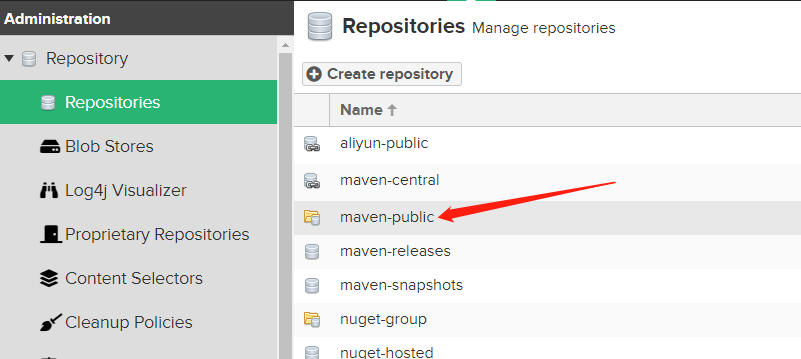 Administration
Repository
Repositories
Blob Stores
Log4j Visualizer
Proprietary Repositories
Content Selectors
Cleanup Policies
Repositories Manage repositories
Create repository
Name
aliyun-public
maven-central
maven-public
maven-releases
maven-snapshots
nuget-group
nuget-hosted